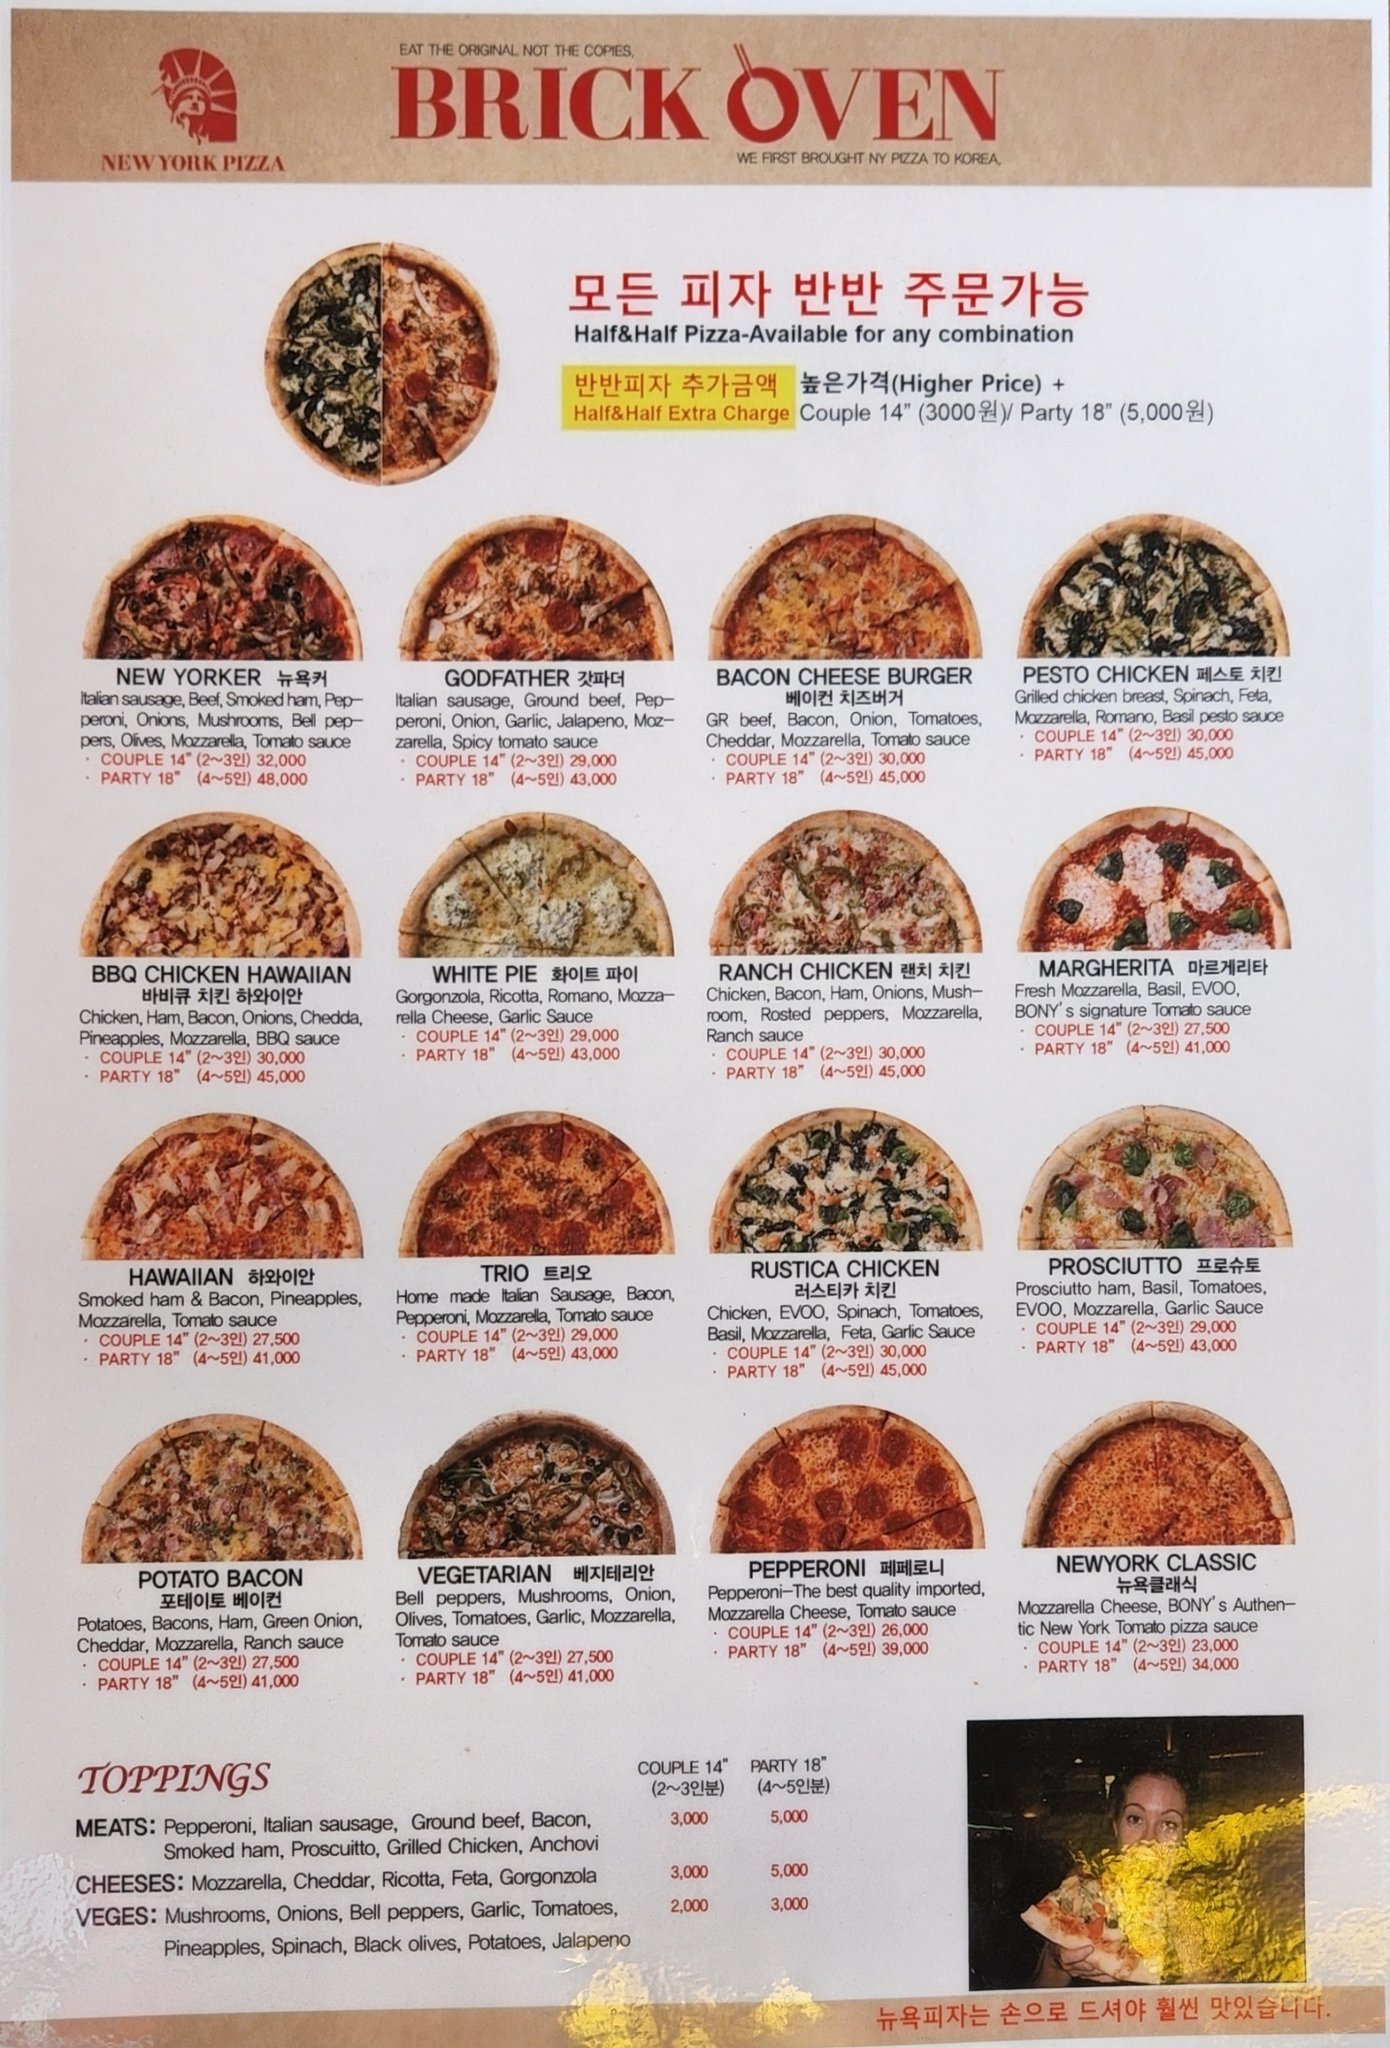 EAT THE ORIGINAL NOT THE COPIES,
BRICK OVEN
NEW YORK PIZZA
WE FIRST BROUGHT NY PIZZA TO KOREA,
모든 피자 반반 주문가능
Half&Half Pizza-Available for any combination
반반피자 추가금액 높은가격(Higher Price) +
Half&Half Extra Charge Couple 14" (3000원)/ Party 18" (5,000원)
NEW YORKER 뉴욕커
Italian sausage, Beef, Smoked ham, Pep-
peroni, Onions, Mushrooms, Bell pep-
pers, Olives, Mozzarella, Tomato sauce
· COUPLE 14" (2~3인) 32,000
· PARTY 18" (4~5인) 48,000
GODFATHER 갓파더
Italian sausage, Ground beef, Pep-
peroni, Onion, Garlic, Jalapeno, Moz-
zarella, Spicy tomato sauce
· COUPLE 14" (2~3인) 29,000
· PARTY 18" (4~5인) 43,000
BACON CHEESE BURGER
베이컨 치즈버거
GR beef, Bacon, Onion, Tomatoes,
Cheddar, Mozzarella, Tomato sauce
· COUPLE 14" (2~3인) 30,000
· PARTY 18" (4~5인) 45,000
PESTO CHICKEN 페스토 치킨
Grilled chicken breast, Spinach, Feta,
Mozzarella, Romano, Basil pesto sauce
· COUPLE 14" (2~3인) 30,000
· PARTY 18" (4~5인) 45,000
BBQ CHICKEN HAWAIIAN
바비큐 치킨 하와이안
Chicken, Ham, Bacon, Onions, Chedda,
Pineapples, Mozzarella, BBQ sauce
· COUPLE 14" (2~3인) 30,000
· PARTY 18" (4~5인) 45,000
WHITE PIE 화이트 파이
Gorgonzola, Ricotta, Romano, Mozza-
rella Cheese, Garlic Sauce
· COUPLE 14" (2~3인) 29,000
· PARTY 18" (4~5인) 43,000
RANCH CHICKEN 랜치 치킨
Chicken, Bacon, Ham, Onions, Mush-
room, Rosted peppers, Mozzarella,
Ranch sauce
· COUPLE 14" (2~3인) 30,000
· PARTY 18" (4~5인) 45,000
MARGHERITA 마르게리타
Fresh Mozzarella, Basil, EVOO,
BONY's signature Tomato sauce
· COUPLE 14" (2~3인) 27,500
· PARTY 18" (4~5인) 41,000
HAWAIIAN 하와이안
Smoked ham & Bacon, Pineapples,
Mozzarella, Tomato sauce
· COUPLE 14" (2~3인) 27,500
· PARTY 18" (4~5인) 41,000
TRIO 트리오
Home made Italian Sausage, Bacon,
Pepperoni, Mozzarella, Tomato sauce
· COUPLE 14" (2~3인) 29,000
· PARTY 18" (4~5인) 43,000
RUSTICA CHICKEN
러스티카 치킨
Chicken, EVOO, Spinach, Tomatoes,
Basil, Mozzarella, Feta, Garlic Sauce
· COUPLE 14" (2~3인) 30,000
· PARTY 18" (4~5인) 45,000
PROSCIUTTO 프로슈토
Prosciutto ham, Basil, Tomatoes,
EVOO, Mozzarella, Garlic Sauce
· COUPLE 14" (2~3인) 29,000
· PARTY 18" (4~5인) 43,000
POTATO BACON
포테이토 베이컨
Potatoes, Bacons, Ham, Green Onion,
Cheddar, Mozzarella, Ranch sauce
· COUPLE 14" (2~3인) 27,500
· PARTY 18" (4~5인) 41,000
VEGETARIAN 베지테리안
Bell peppers, Mushrooms, Onion,
Olives, Tomatoes, Garlic, Mozzarella,
Tomato sauce
· COUPLE 14" (2~3인) 27,500
· PARTY 18" (4~5인) 41,000
PEPPERONI 페페로니
Pepperoni-The best quality imported,
Mozzarella Cheese, Tomato sauce
· COUPLE 14" (2~3인) 26,000
· PARTY 18" (4~5인) 39,000
NEWYORK CLASSIC
뉴욕클래식
Mozzarella Cheese, BONY's Authen-
tic New York Tomato pizza sauce
· COUPLE 14" (2~3인) 23,000
· PARTY 18" (4~5인) 34,000
TOPPINGS
COUPLE 14" PARTY 18"
(2~3인분) (4~5인분)
MEATS: Pepperoni, Italian sausage, Ground beef, Bacon, 3,000 5,000
Smoked ham, Proscuitto, Grilled Chicken, Anchovi
CHEESES: Mozzarella, Cheddar, Ricotta, Feta, Gorgonzola 3,000 5,000
VEGES: Mushrooms, Onions, Bell peppers, Garlic, Tomatoes, 2,000 3,000
Pineapples, Spinach, Black olives, Potatoes, Jalapeno
뉴욕피자는 손으로 드셔야 훨씬 맛있습니다.